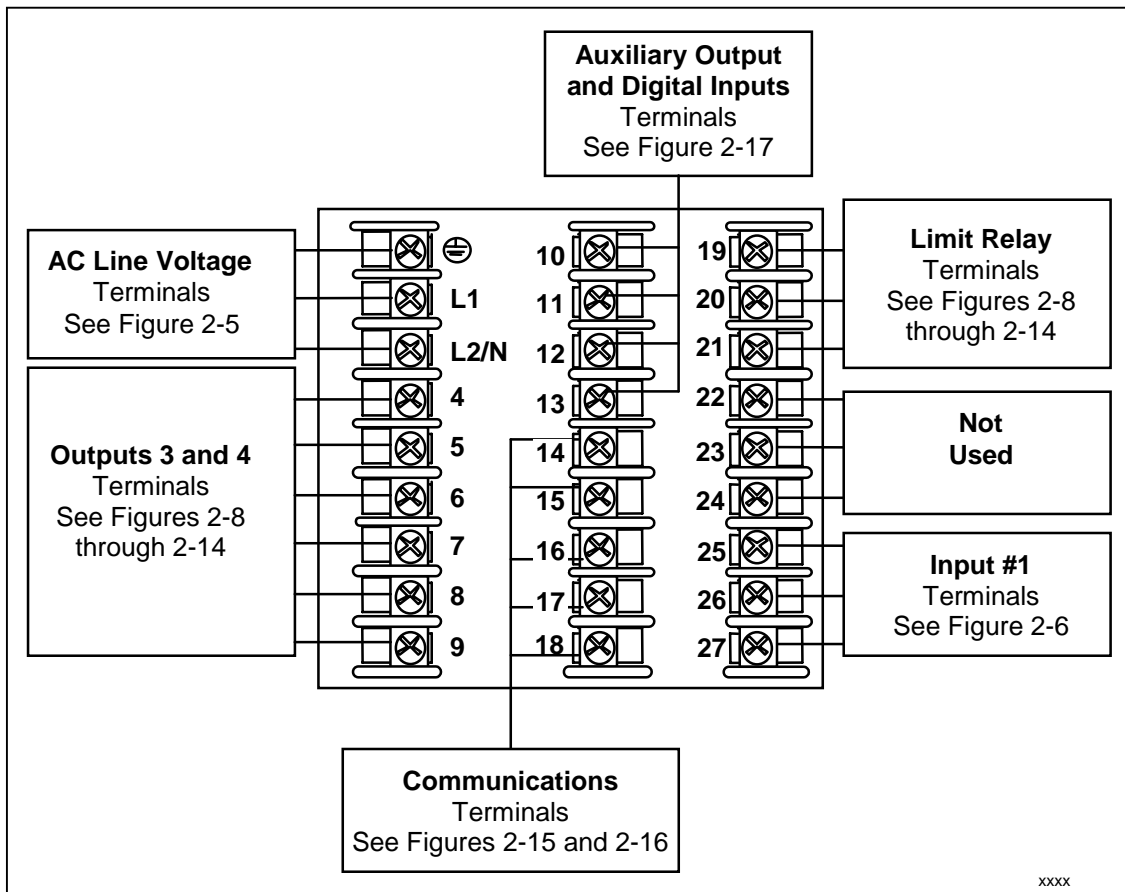 Auxiliary Output
and Digital Inputs
Terminals
See Figure 2-17
AC Line Voltage
Terminals
See Figure 2-5
Outputs 3 and 4
Terminals
See Figures 2-8
through 2-14
L1
L2/N
4
5
6
7
8
9
10
11
12
13
14
15
16
17
18
19
20
21
22
23
24
25
26
27
Limit Relay
Terminals
See Figures 2-8
through 2-14
Not
Used
Input #1
Terminals
See Figure 2-6
Communications
Terminals
See Figures 2-15 and 2-16
xxxx